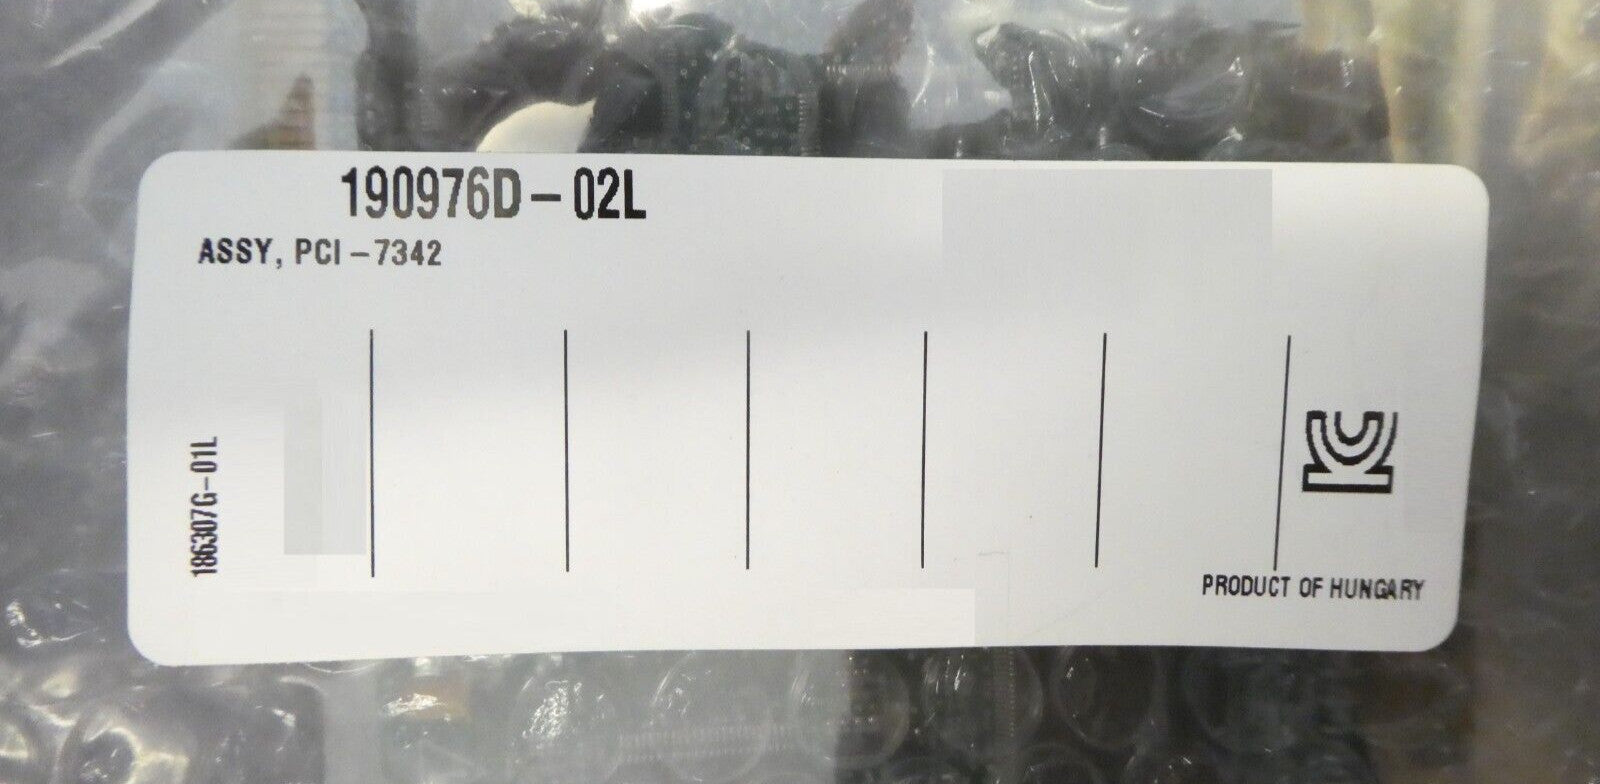 190976D-02L
ASSY, PCI-7342
186307G-01L
PRODUCT OF HUNGARY